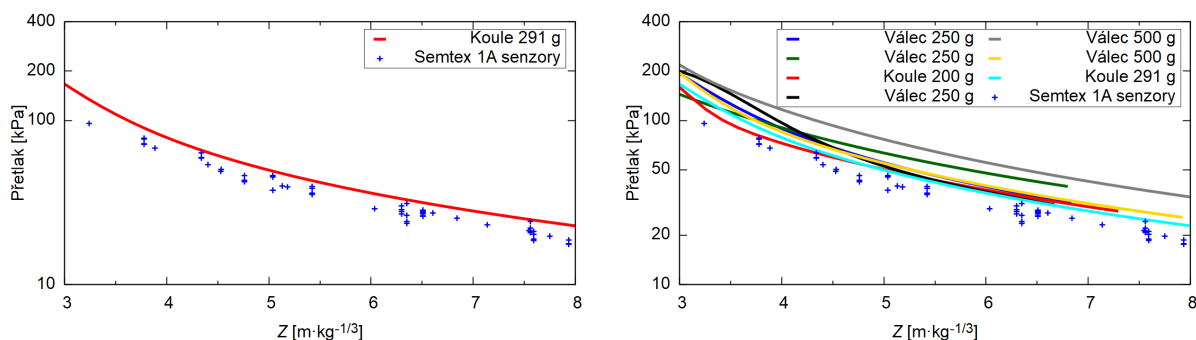 400
200
100
10
Přetlak [kPa]
3 4 5 6 7 8
Z [m·kg-1/3]
Koule 291 g
Semtex 1A senzory
400
200
100
50
20
10
Přetlak [kPa]
3 4 5 6 7 8
Z [m·kg-1/3]
Válec 250 g
Válec 250 g
Koule 200 g
Válec 250 g
Válec 500 g
Válec 500 g
Koule 291 g
Semtex 1A senzory